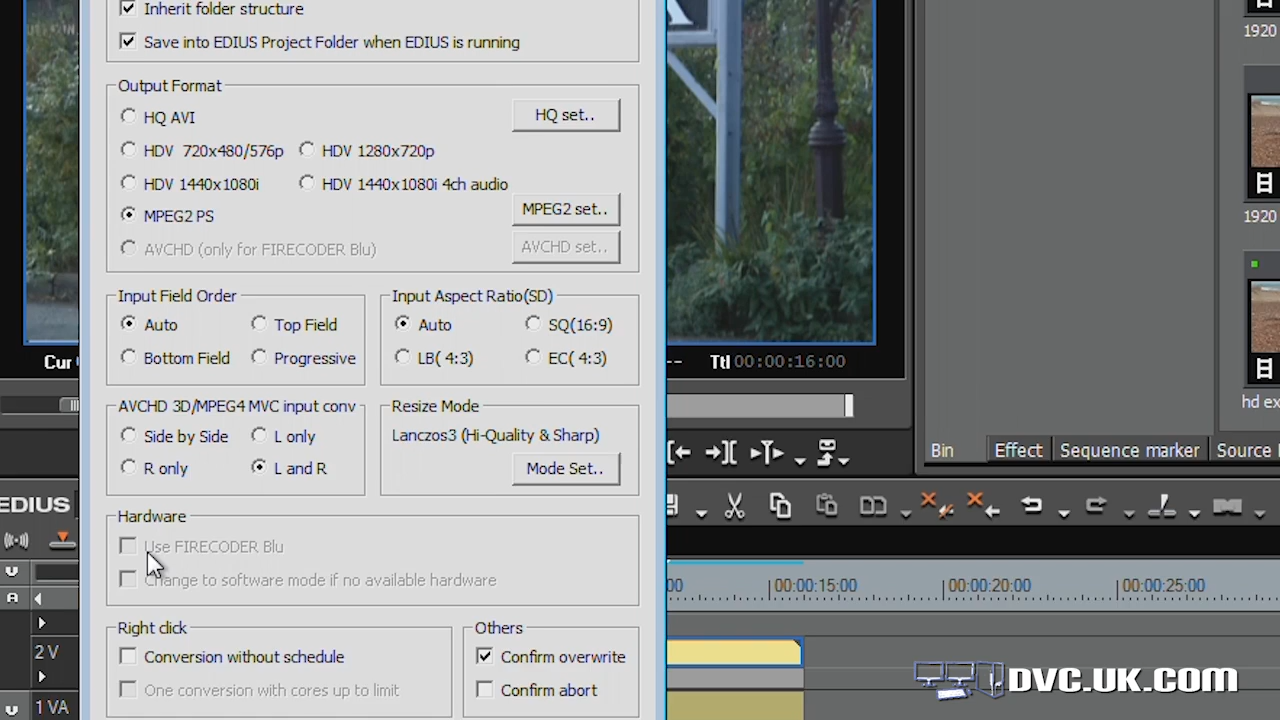 Inherit folder structure
Save into EDIUS Project Folder when EDIUS is running
Output Format
HQ AVI
HQ set..
HDV 720x480/576p
HDV 1280x720p
HDV 1440x1080i
HDV 1440x1080i 4ch audio
MPEG2 PS
MPEG2 set..
AVCHD (only for FIRECODER Blu)
AVCHD set..
Input Field Order
Auto
Top Field
Bottom Field
Progressive
Input Aspect Ratio(SD)
Auto
SQ(16:9)
LB( 4:3)
EC( 4:3)
AVCHD 3D/MPEG4 MVC input conv
Side by Side
L only
R only
L and R
Resize Mode
Lanczos3 (Hi-Quality & Sharp)
Mode Set..
Hardware
Use FIRECODER Blu
Change to software mode if no available hardware
Right click
Conversion without schedule
One conversion with cores up to limit
Others
Confirm overwrite
Confirm abort
Cur
--
Ttl 00:00:16:00
1920
1920
hd ex
Bin
Effect
Sequence marker
Source
EDIUS
A
2 V
1 VA
00
00:00:15:00
00:00:20:00
00:00:25:00
DVC.UK.COM